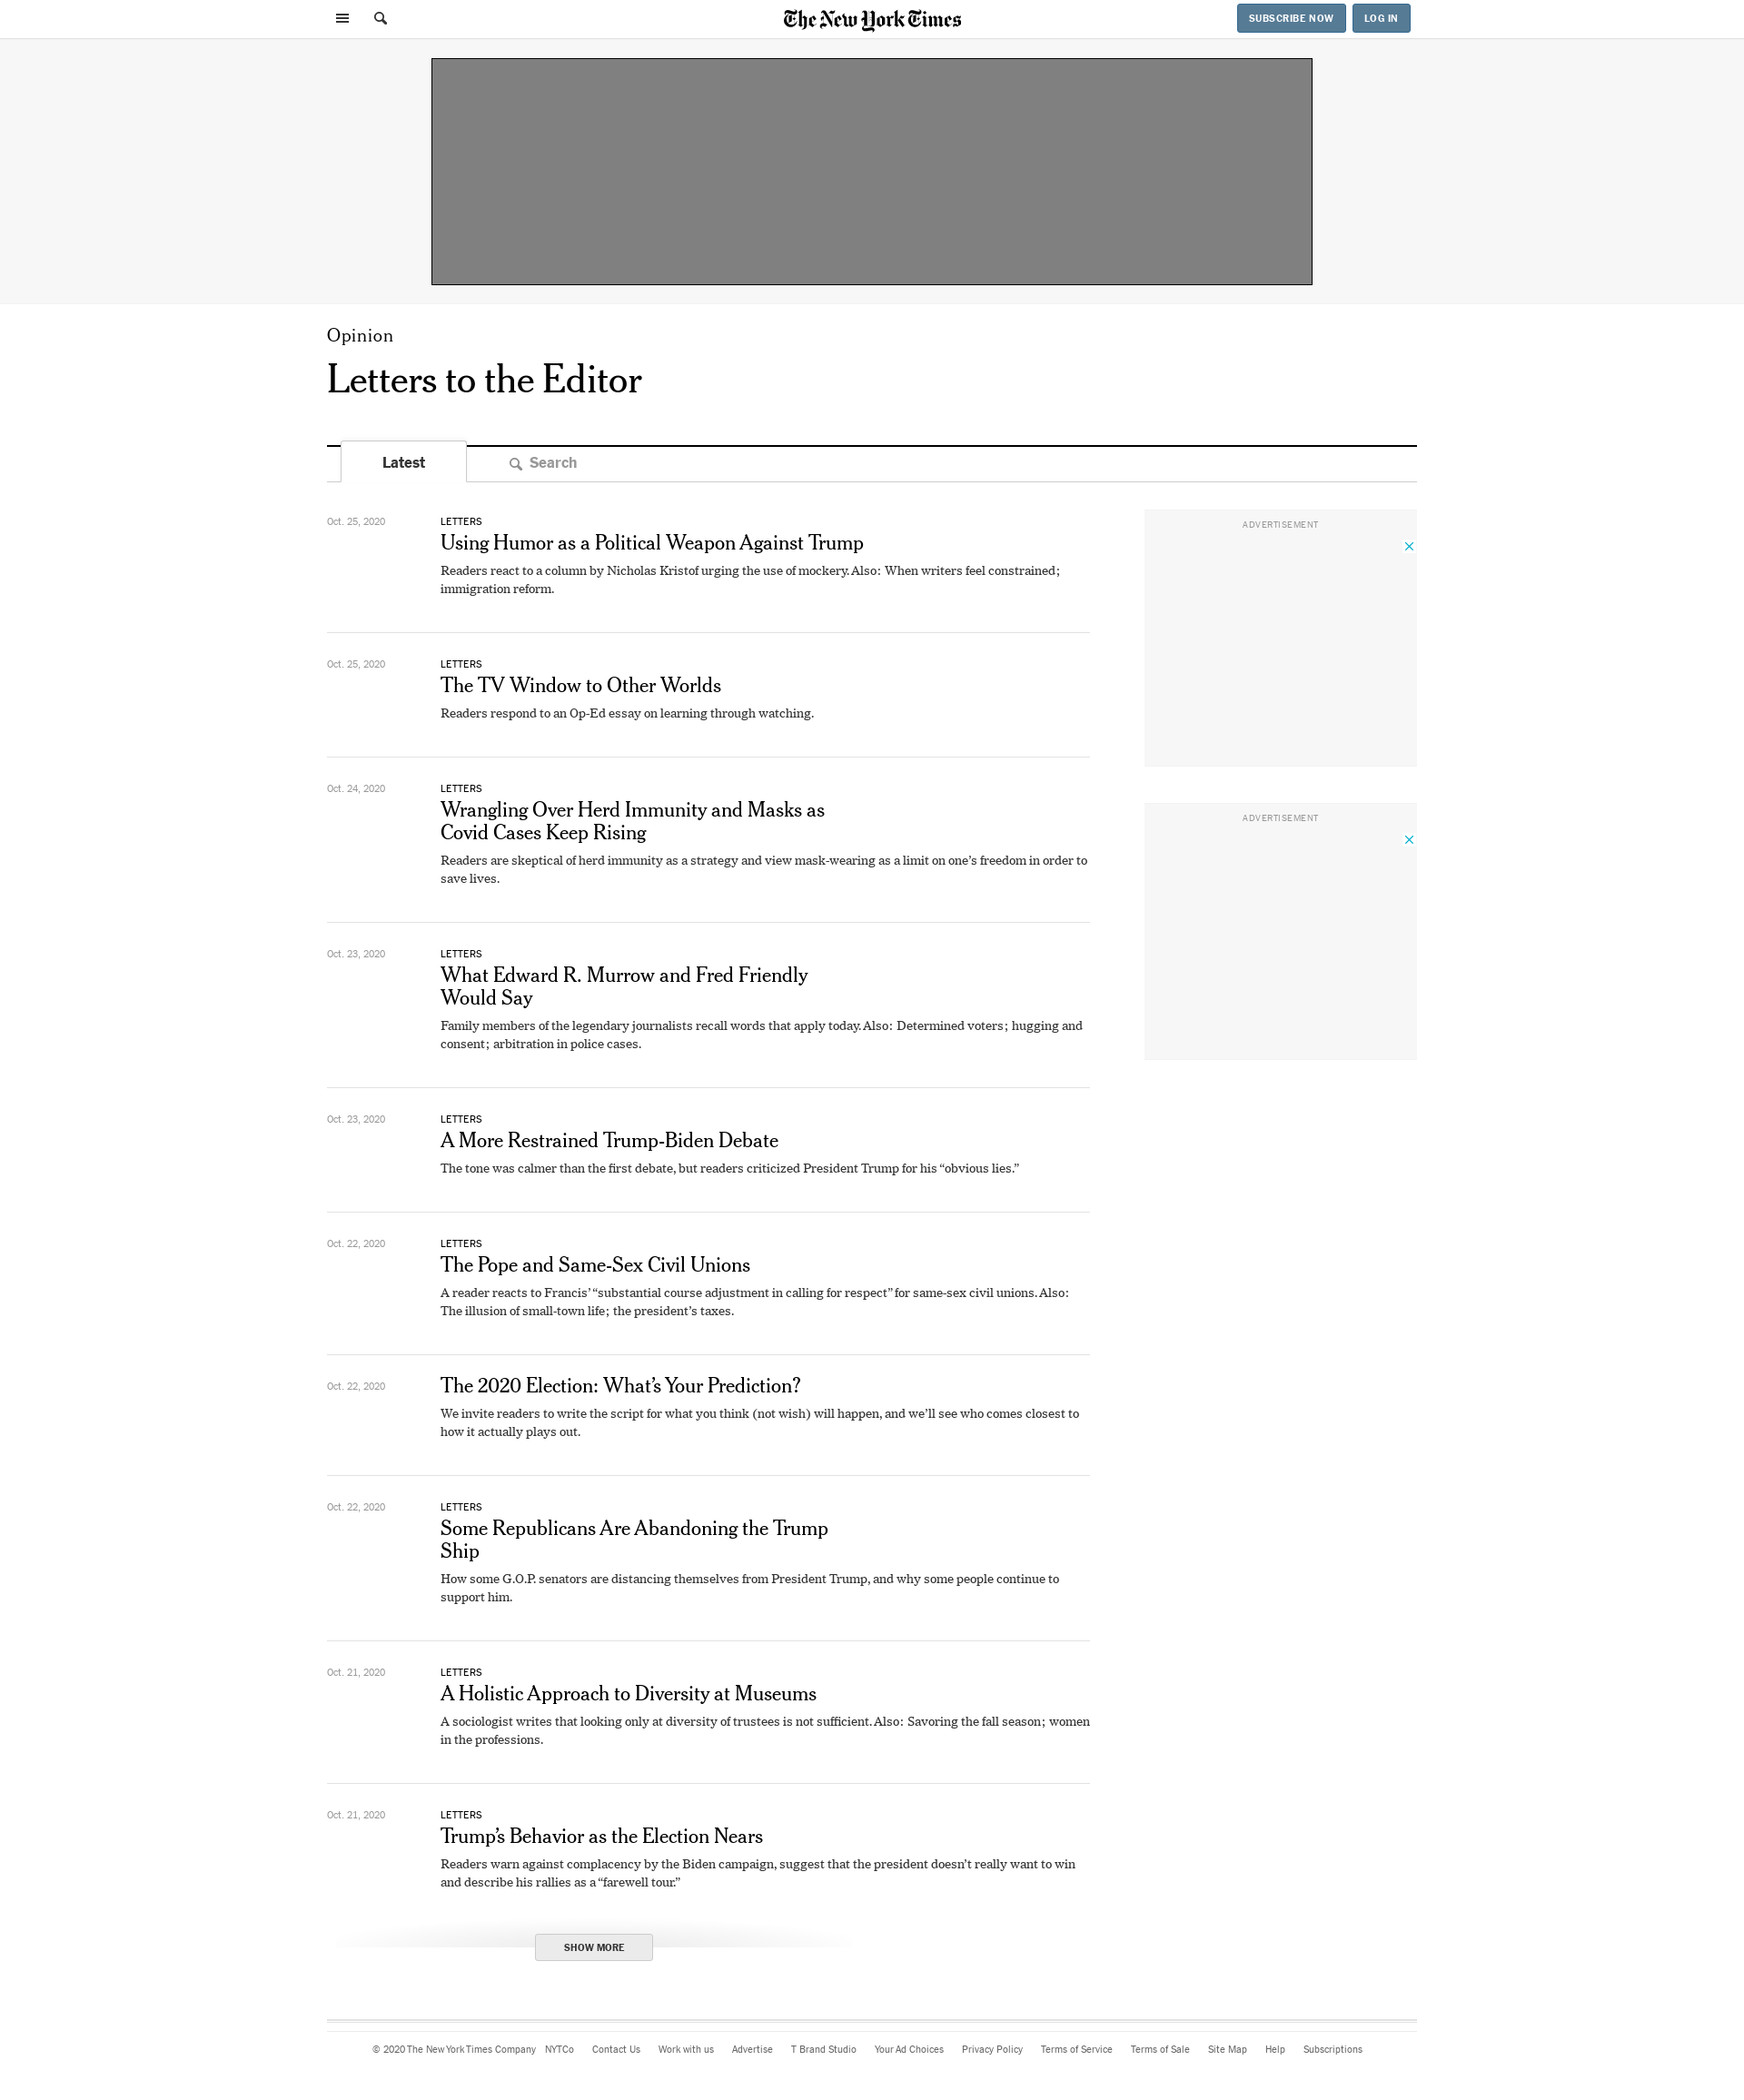 The New York Times
SUBSCRIBE NOW
LOG IN
Opinion
Letters to the Editor
Latest
Search
Oct. 25, 2020
LETTERS
Using Humor as a Political Weapon Against Trump
Readers react to a column by Nicholas Kristof urging the use of mockery. Also: When writers feel constrained;
immigration reform.
Oct. 25, 2020
LETTERS
The TV Window to Other Worlds
Readers respond to an Op-Ed essay on learning through watching.
Oct. 24, 2020
LETTERS
Wrangling Over Herd Immunity and Masks as
Covid Cases Keep Rising
Readers are skeptical of herd immunity as a strategy and view mask-wearing as a limit on one’s freedom in order to
save lives.
Oct. 23, 2020
LETTERS
What Edward R. Murrow and Fred Friendly
Would Say
Family members of the legendary journalists recall words that apply today. Also: Determined voters; hugging and
consent; arbitration in police cases.
Oct. 23, 2020
LETTERS
A More Restrained Trump-Biden Debate
The tone was calmer than the first debate, but readers criticized President Trump for his “obvious lies.”
Oct. 22, 2020
LETTERS
The Pope and Same-Sex Civil Unions
A reader reacts to Francis’ “substantial course adjustment in calling for respect” for same-sex civil unions. Also:
The illusion of small-town life; the president’s taxes.
Oct. 22, 2020
The 2020 Election: What’s Your Prediction?
We invite readers to write the script for what you think (not wish) will happen, and we’ll see who comes closest to
how it actually plays out.
Oct. 22, 2020
LETTERS
Some Republicans Are Abandoning the Trump
Ship
How some G.O.P. senators are distancing themselves from President Trump, and why some people continue to
support him.
Oct. 21, 2020
LETTERS
A Holistic Approach to Diversity at Museums
A sociologist writes that looking only at diversity of trustees is not sufficient. Also: Savoring the fall season; women
in the professions.
Oct. 21, 2020
LETTERS
Trump’s Behavior as the Election Nears
Readers warn against complacency by the Biden campaign, suggest that the president doesn’t really want to win
and describe his rallies as a “farewell tour.”
SHOW MORE
ADVERTISEMENT
ADVERTISEMENT
© 2020 The New York Times Company NYTCo Contact Us Work with us Advertise T Brand Studio Your Ad Choices Privacy Policy Terms of Service Terms of Sale Site Map Help Subscriptions